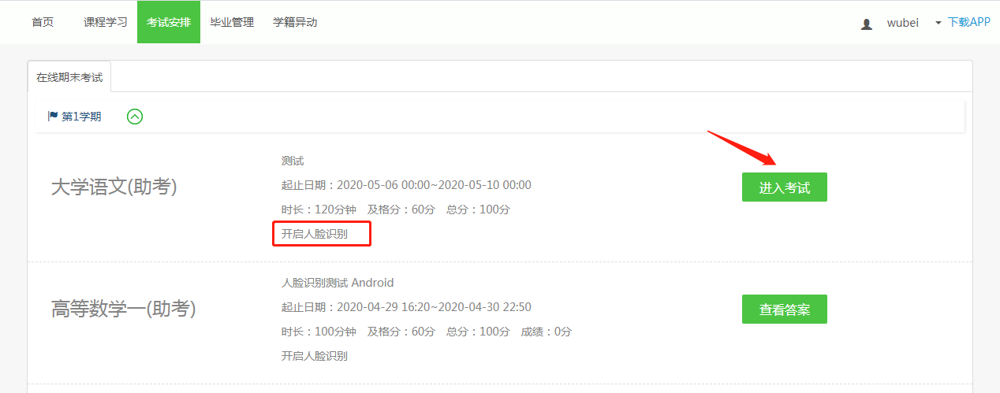 首页 课程学习 考试安排 毕业管理 学籍异动 wubei 下载APP
在线期末考试
第1学期
测试
大学语文(助考)
起止日期：2020-05-06 00:00~2020-05-10 00:00
进入考试
时长：120分钟 及格分：60分 总分：100分
开启人脸识别
人脸识别测试 Android
高等数学一(助考)
起止日期：2020-04-29 16:20~2020-04-30 22:50
查看答案
时长：100分钟 及格分：60分 总分：100分 成绩：0分
开启人脸识别